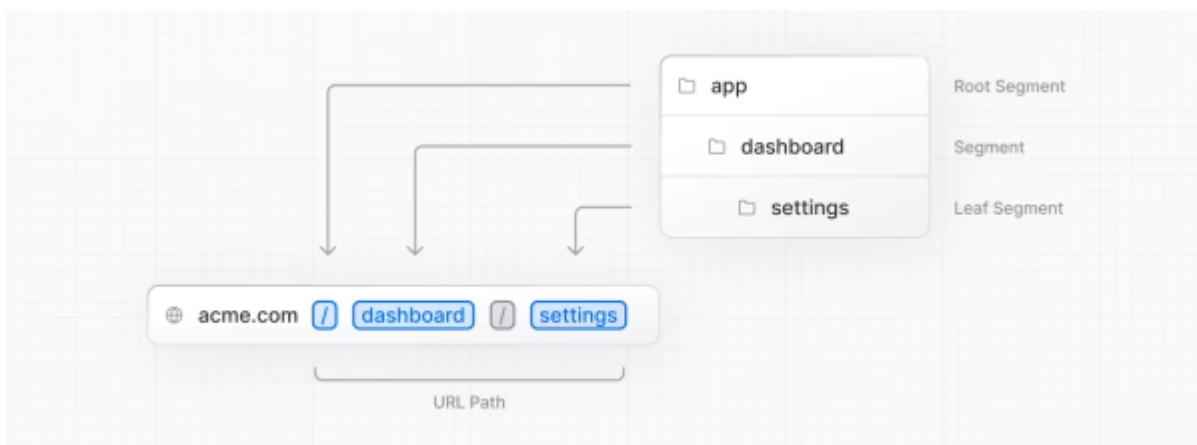 app Root Segment
dashboard Segment
settings Leaf Segment
acme.com / dashboard / settings
URL Path